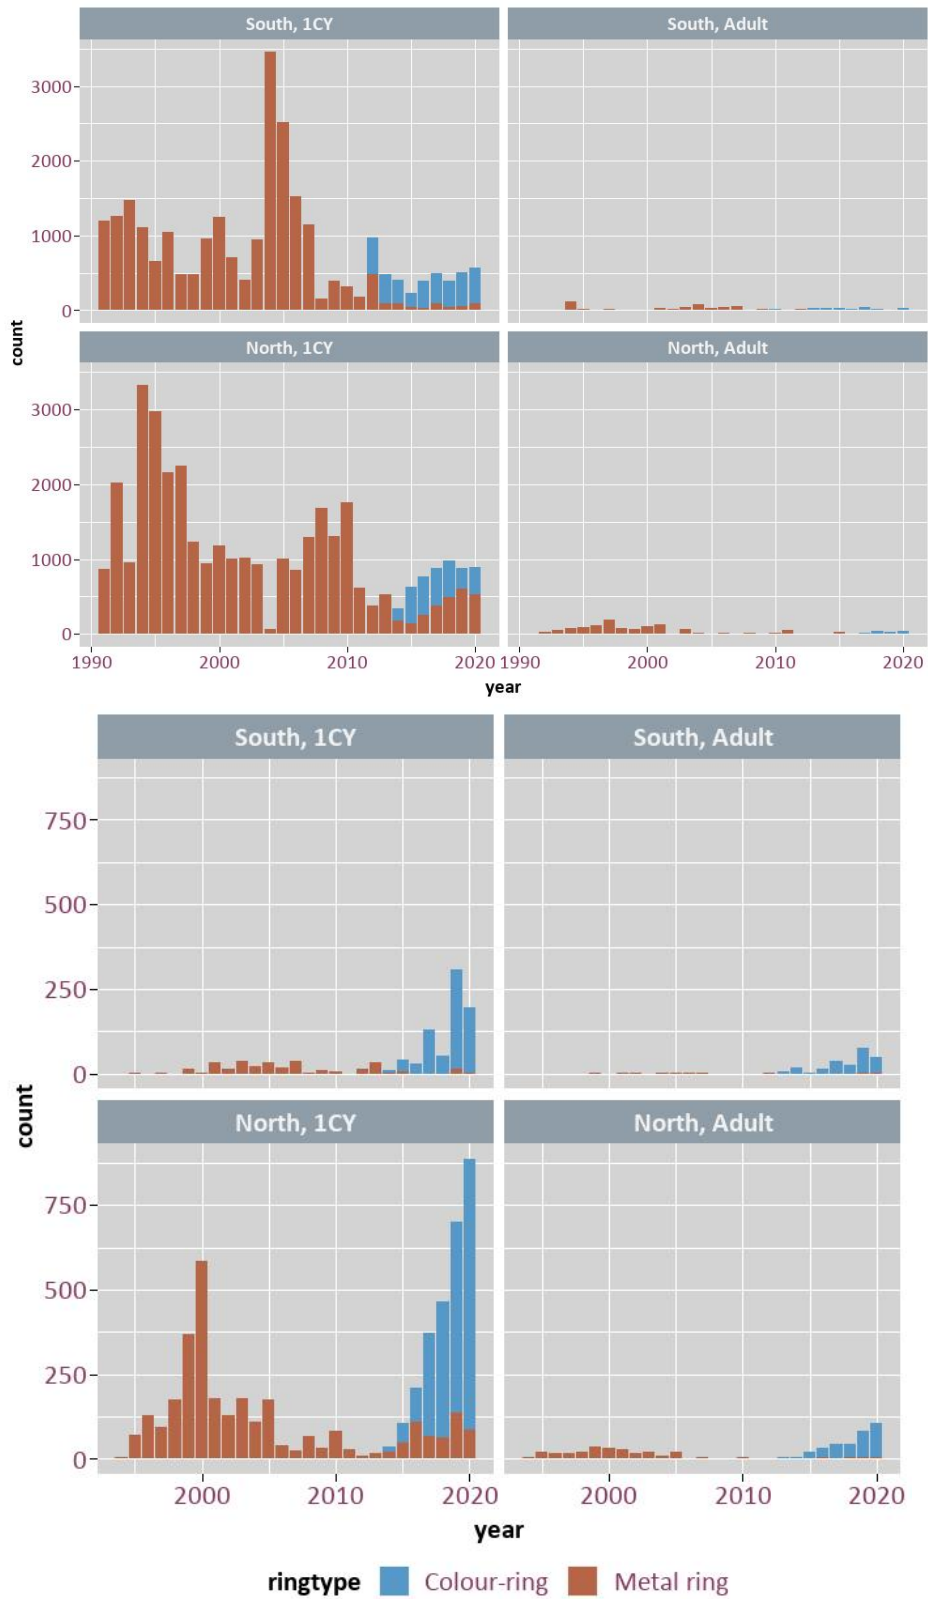 South, 1CY South, Adult
3000
2000
1000
0
count
North, 1CY North, Adult
3000
2000
1000
0
1990 2000 2010 2020 1990 2000 2010 2020
year
South, 1CY South, Adult
750
500
250
0
count
North, 1CY North, Adult
750
500
250
0
2000 2010 2020 2000 2010 2020
year
ringtype Colour-ring Metal ring